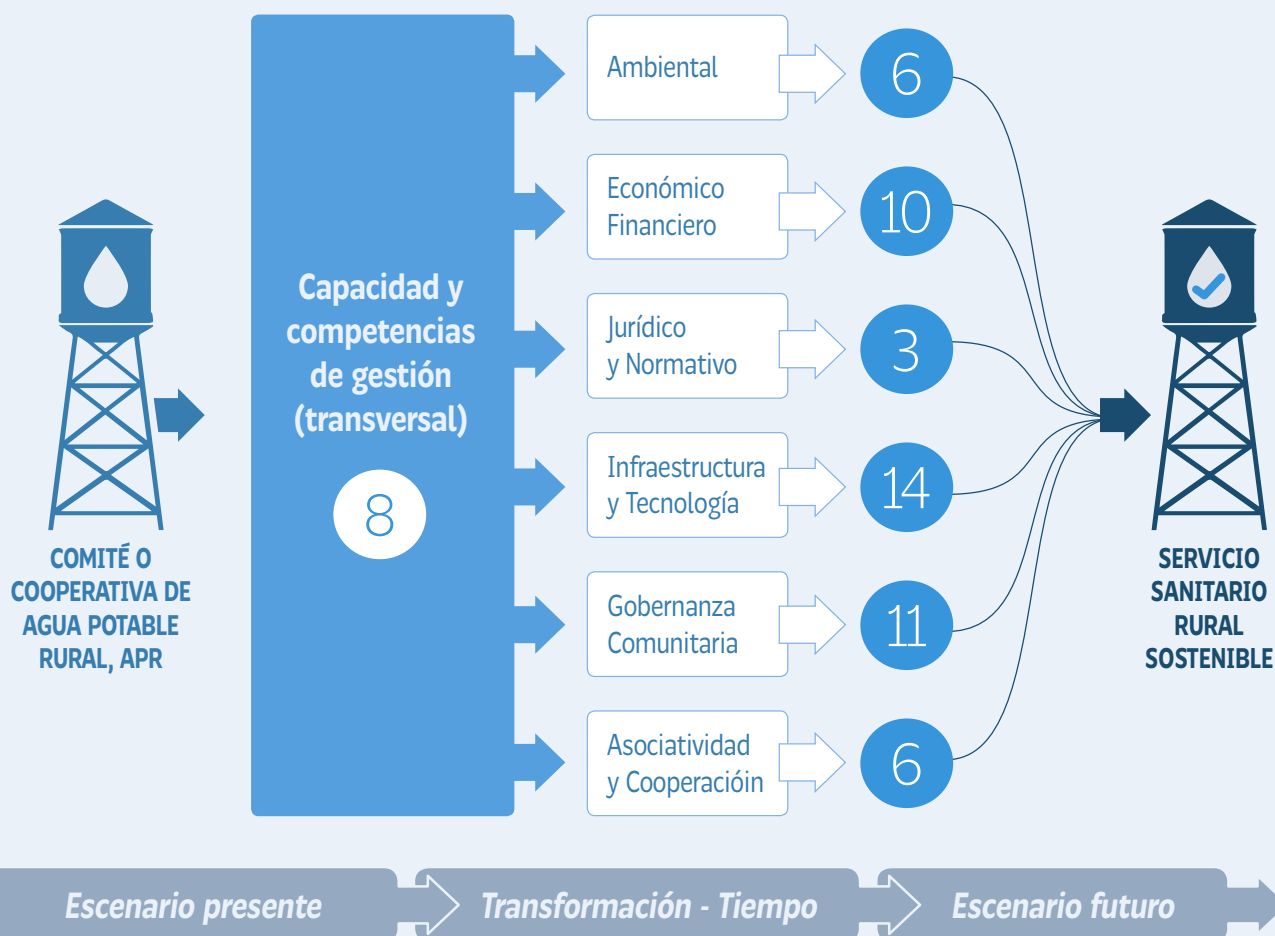 COMITÉ O
COOPERATIVA DE
AGUA POTABLE
RURAL, APR
Capacidad y
competencias
de gestión
(transversal)
8
Ambiental
6
Económico
Financiero
10
Jurídico
y Normativo
3
Infraestructura
y Tecnología
14
Gobernanza
Comunitaria
11
Asociatividad
y Cooperacióin
6
SERVICIO
SANITARIO
RURAL
SOSTENIBLE
Escenario presente
Transformación - Tiempo
Escenario futuro